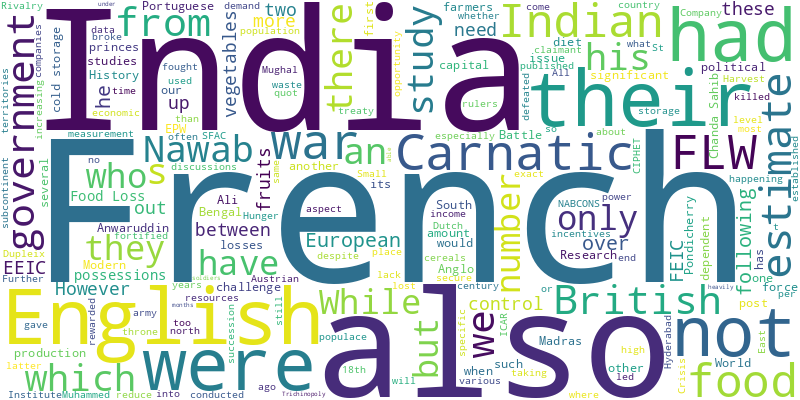 Rivalry Portuguese from two more there Indian his had
under companies data broke princes studies History he time
demand population Mughal waste quot
vegetables
first opportunity treaty rulers
study
farmers need whether diet issue published claimant All
come country what St
these Company significant political Harvest killed
India
territories increasing government cold storage
used our up fought than economic
their
capital storage defeated level most
subcontinent measurement EPW often SFAC
especially Battle so about
Nawab war an Carnatic FLW
CIPHET Chanda Sahib
estimate
French
several no whos discussions another same Small its able
Food Loss out Ali Bengal Hunger fruits
they between aspect South income Dutch
number NABCONS only power incentives
happening established
Dupleix fortified Anwaruddin losses European amount would
over Research end
FEIC Pondicherry dependent following one has t
EEIC Modern possessions have despite place cereals Anglo
Further However years Austrian challenge resources
lack lost secure century or
force per
English gave rewarded throne army still too north soldiers
succession
While populace control we
British post
were months
also
but specific ICAR Madras
18th when such taking various will
other led high where
Hyderabad World Crisis East
not
latter production which Institute Muhammed reduce ago into conducted
Trichinopoly
heavily
food